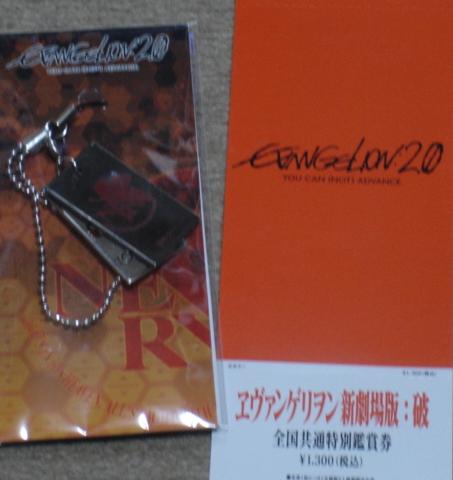 EVANGELION:2.0
YOU CAN (NOT) ADVANCE.
NE
RV
EVANGELION:2.0
YOU CAN (NOT) ADVANCE.
ヱヴァンゲリヲン新劇場版：破
全国共通特別鑑賞券
¥1,300(税込)